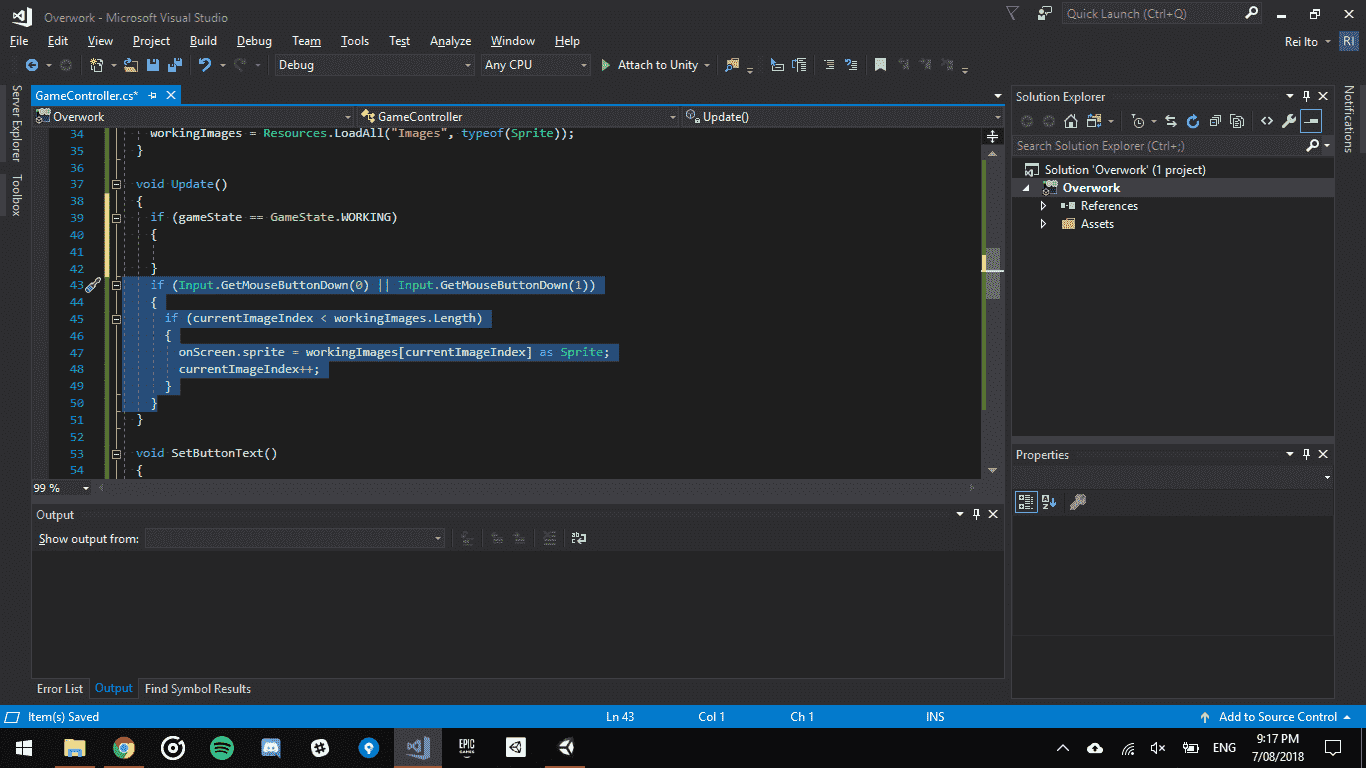 Overwork - Microsoft Visual Studio
Quick Launch (Ctrl+Q)
File Edit View Project Build Debug Team Tools Test Analyze Window Help
Rei Ito RI
Debug Any CPU Attach to Unity
Server Explorer
Toolbox
GameController.cs*
Overwork GameController Update()
34 workingImages = Resources.LoadAll("Images", typeof(Sprite));
35 }
36
37 void Update()
38 {
39 if (gameState == GameState.WORKING)
40 {
41
42 }
43 if (Input.GetMouseButtonDown(0) || Input.GetMouseButtonDown(1))
44 {
45 if (currentImageIndex < workingImages.Length)
46 {
47 onScreen.sprite = workingImages[currentImageIndex] as Sprite;
48 currentImageIndex++;
49 }
50 }
51 }
52
53 void SetButtonText()
54 {
99 %
Output
Show output from:
Error List Output Find Symbol Results
Solution Explorer
Search Solution Explorer (Ctrl+;)
Solution 'Overwork' (1 project)
Overwork
References
Assets
Properties
Notifications
Item(s) Saved Ln 43 Col 1 Ch 1 INS Add to Source Control
EPIC GAMES
ENG
9:17 PM
7/08/2018